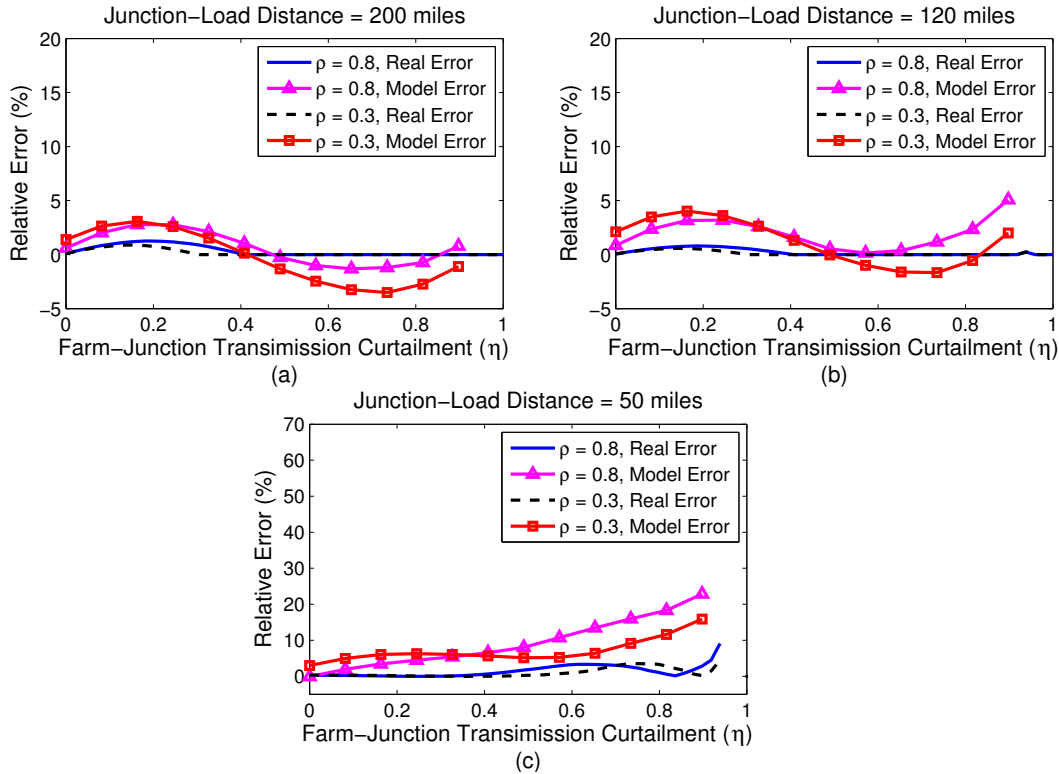 Junction−Load Distance = 200 miles
20
15
10
5
0
−5
Relative Error (%)
ρ = 0.8, Real Error
ρ = 0.8, Model Error
ρ = 0.3, Real Error
ρ = 0.3, Model Error
0 0.2 0.4 0.6 0.8 1
Farm−Junction Transimission Curtailment (η)
(a)
Junction−Load Distance = 120 miles
20
15
10
5
0
−5
Relative Error (%)
ρ = 0.8, Real Error
ρ = 0.8, Model Error
ρ = 0.3, Real Error
ρ = 0.3, Model Error
0 0.2 0.4 0.6 0.8 1
Farm−Junction Transimission Curtailment (η)
(b)
Junction−Load Distance = 50 miles
70
60
50
40
30
20
10
0
Relative Error (%)
ρ = 0.8, Real Error
ρ = 0.8, Model Error
ρ = 0.3, Real Error
ρ = 0.3, Model Error
0 0.2 0.4 0.6 0.8 1
Farm−Junction Transimission Curtailment (η)
(c)